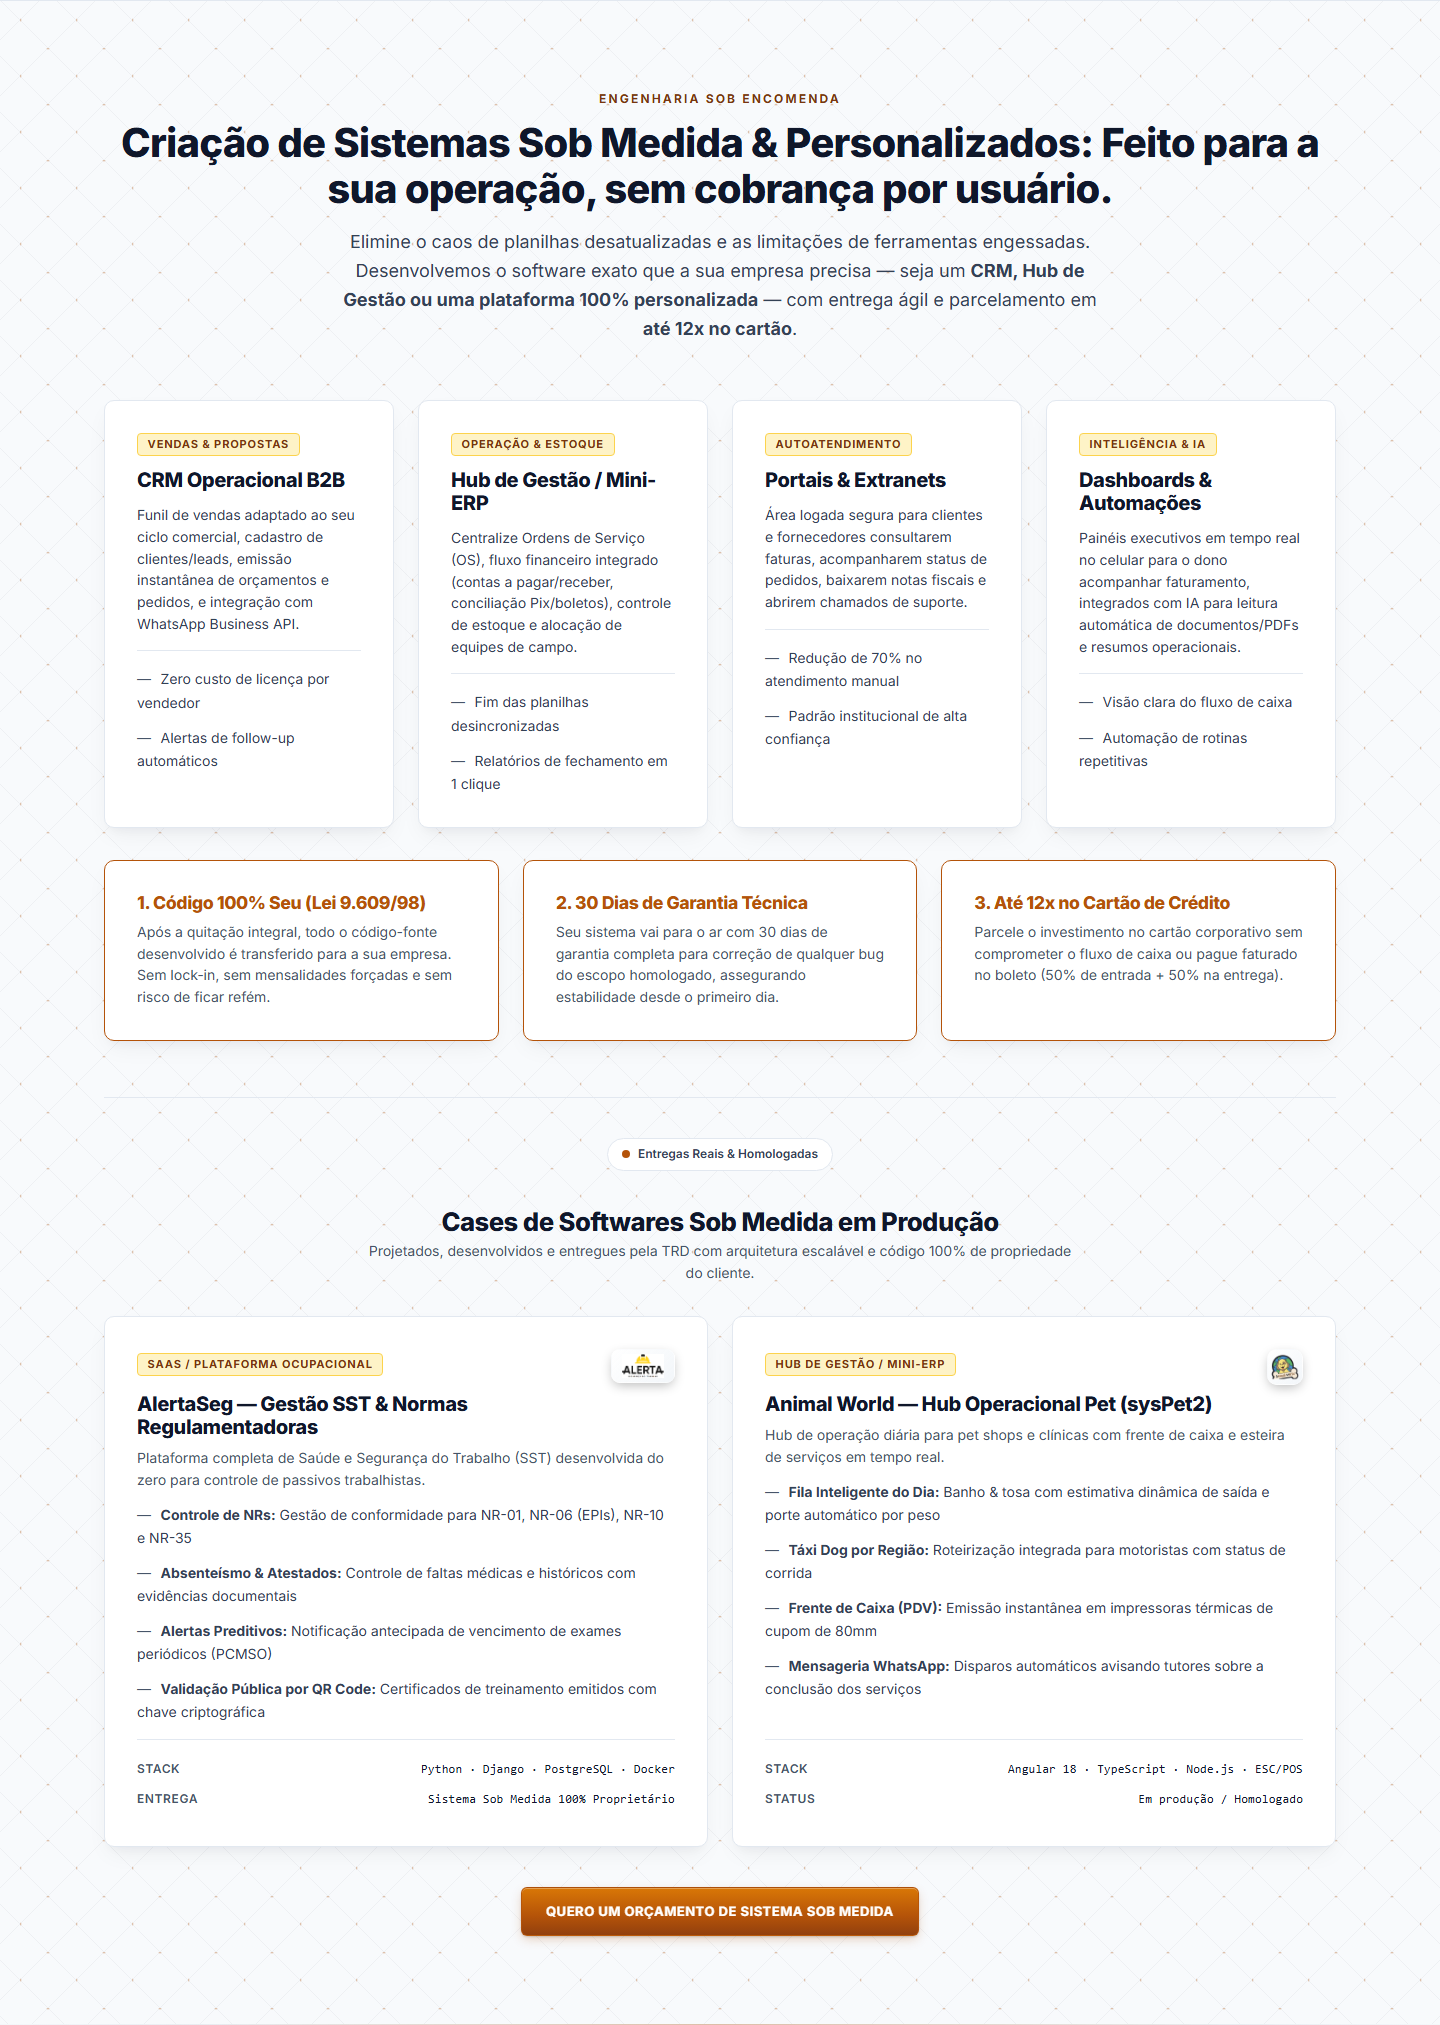 ENGENHARIA SOB ENCOMENDA
Criação de Sistemas Sob Medida & Personalizados: Feito para a
sua operação, sem cobrança por usuário.
Elimine o caos de planilhas desatualizadas e as limitações de ferramentas engessadas.
Desenvolvemos o software exato que a sua empresa precisa — seja um CRM, Hub de
Gestão ou uma plataforma 100% personalizada — com entrega ágil e parcelamento em
até 12x no cartão.
VENDAS & PROPOSTAS
CRM Operacional B2B
Funil de vendas adaptado ao seu
ciclo comercial, cadastro de
clientes/leads, emissão
instantânea de orçamentos e
pedidos, e integração com
WhatsApp Business API.
— Zero custo de licença por
vendedor
— Alertas de follow-up
automáticos
OPERAÇÃO & ESTOQUE
Hub de Gestão / Mini-
ERP
Centralize Ordens de Serviço
(OS), fluxo financeiro integrado
(contas a pagar/receber,
conciliação Pix/boletos), controle
de estoque e alocação de
equipes de campo.
— Fim das planilhas
desincronizadas
— Relatórios de fechamento em
1 clique
AUTOATENDIMENTO
Portais & Extranets
Área logada segura para clientes
e fornecedores consultarem
faturas, acompanharem status de
pedidos, baixarem notas fiscais e
abrirem chamados de suporte.
— Redução de 70% no
atendimento manual
— Padrão institucional de alta
confiança
INTELIGÊNCIA & IA
Dashboards &
Automações
Painéis executivos em tempo real
no celular para o dono
acompanhar faturamento,
integrados com IA para leitura
automática de documentos/PDFs
e resumos operacionais.
— Visão clara do fluxo de caixa
— Automação de rotinas
repetitivas
1. Código 100% Seu (Lei 9.609/98)
Após a quitação integral, todo o código-fonte
desenvolvido é transferido para a sua empresa.
Sem lock-in, sem mensalidades forçadas e sem
risco de ficar refém.
2. 30 Dias de Garantia Técnica
Seu sistema vai para o ar com 30 dias de
garantia completa para correção de qualquer bug
do escopo homologado, assegurando
estabilidade desde o primeiro dia.
3. Até 12x no Cartão de Crédito
Parcele o investimento no cartão corporativo sem
comprometer o fluxo de caixa ou pague faturado
no boleto (50% de entrada + 50% na entrega).
Entregas Reais & Homologadas
Cases de Softwares Sob Medida em Produção
Projetados, desenvolvidos e entregues pela TRD com arquitetura escalável e código 100% de propriedade
do cliente.
SAAS / PLATAFORMA OCUPACIONAL
ALERTA
AlertaSeg — Gestão SST & Normas
Regulamentadoras
Plataforma completa de Saúde e Segurança do Trabalho (SST) desenvolvida do
zero para controle de passivos trabalhistas.
— Controle de NRs: Gestão de conformidade para NR-01, NR-06 (EPIs), NR-10
e NR-35
— Absenteísmo & Atestados: Controle de faltas médicas e históricos com
evidências documentais
— Alertas Preditivos: Notificação antecipada de vencimento de exames
periódicos (PCMSO)
— Validação Pública por QR Code: Certificados de treinamento emitidos com
chave criptográfica
STACK Python · Django · PostgreSQL · Docker
ENTREGA Sistema Sob Medida 100% Proprietário
HUB DE GESTÃO / MINI-ERP
Animal World — Hub Operacional Pet (sysPet2)
Hub de operação diária para pet shops e clínicas com frente de caixa e esteira
de serviços em tempo real.
— Fila Inteligente do Dia: Banho & tosa com estimativa dinâmica de saída e
porte automático por peso
— Táxi Dog por Região: Roteirização integrada para motoristas com status de
corrida
— Frente de Caixa (PDV): Emissão instantânea em impressoras térmicas de
cupom de 80mm
— Mensageria WhatsApp: Disparos automáticos avisando tutores sobre a
conclusão dos serviços
STACK Angular 18 · TypeScript · Node.js · ESC/POS
STATUS Em produção / Homologado
QUERO UM ORÇAMENTO DE SISTEMA SOB MEDIDA